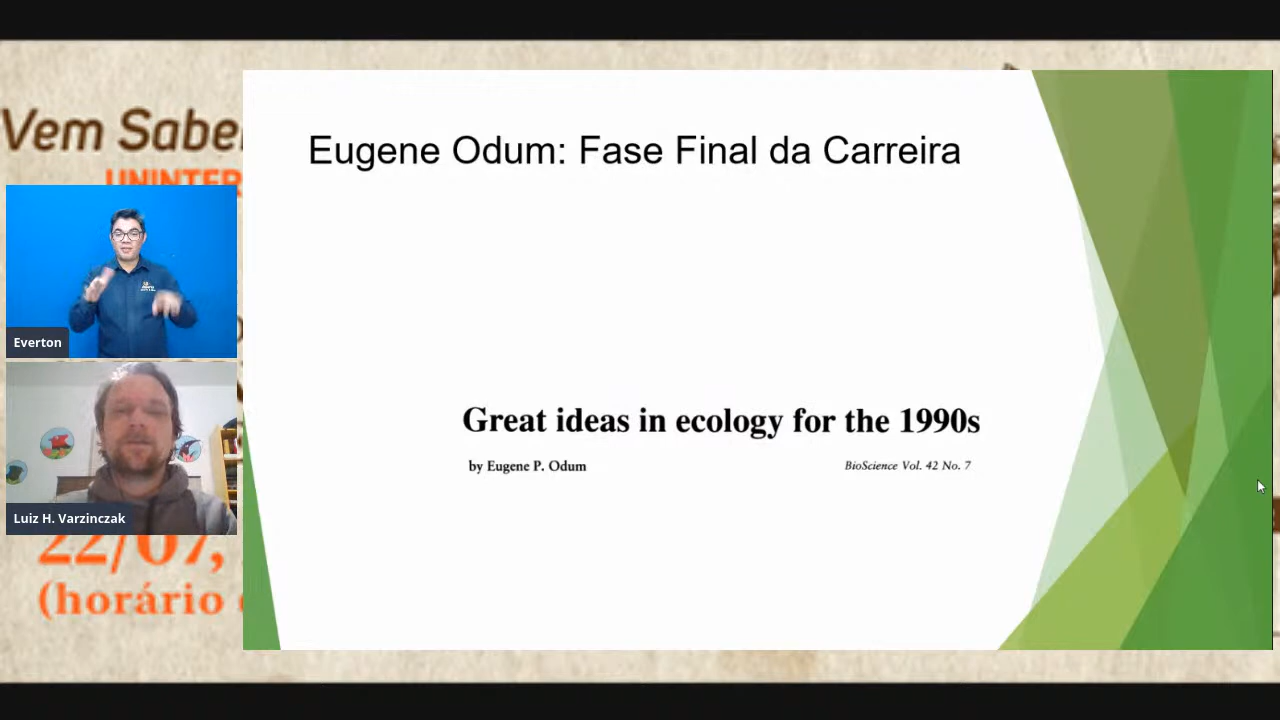 Vem Sabe
UNINTER
Eugene Odum: Fase Final da Carreira
Great ideas in ecology for the 1990s
by Eugene P. Odum
BioScience Vol. 42 No. 7
Everton
Luiz H. Varzinczak
22/07,
(horário